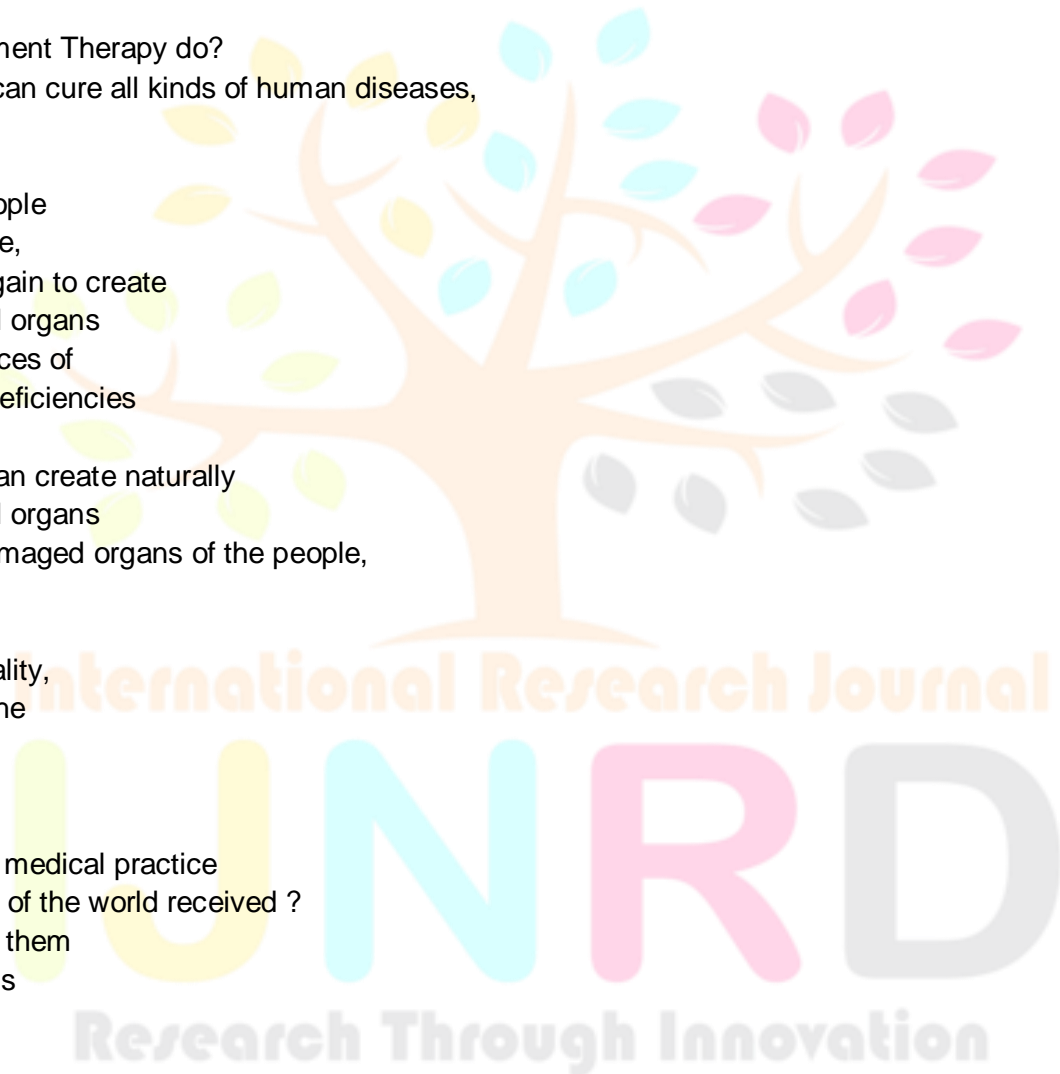 ment Therapy do?
can cure all kinds of human diseases,
ople
e,
gain to create
organs
ces of
eficiencies
an create naturally
organs
maged organs of the people,
ality,
ne
medical practice
of the world received ?
them
s
International Research Journal
IJNRD
Research Through Innovation